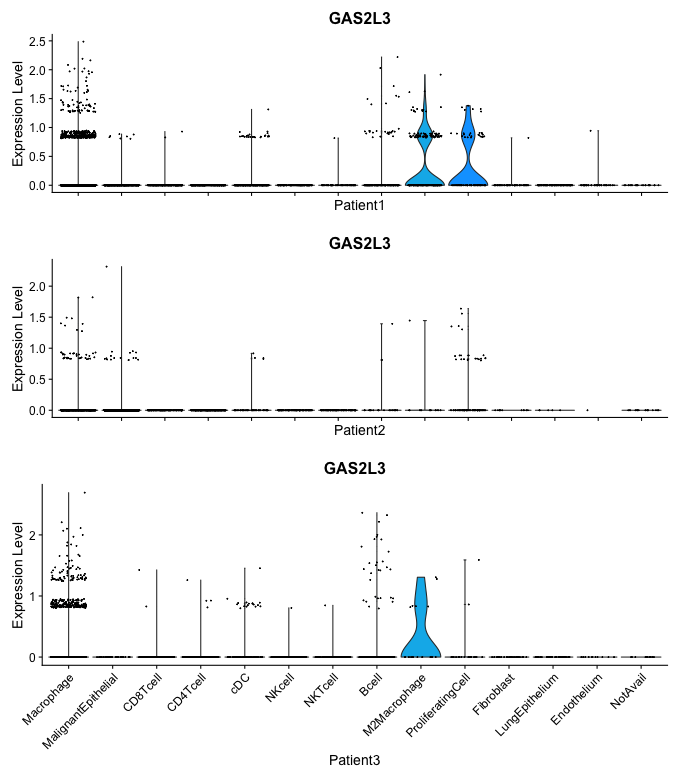 GAS2L3
Expression Level
2.5
2.0
1.5
1.0
0.5
0.0
Patient1
GAS2L3
Expression Level
2.0
1.5
1.0
0.5
0.0
Patient2
GAS2L3
Expression Level
2
1
0
Macrophage
MalignantEpithelial
CD8Tcell
CD4Tcell
cDC
NKcell
NKTcell
Bcell
M2Macrophage
ProliferatingCell
Fibroblast
LungEpithelium
Endothelium
NotAvail
Patient3